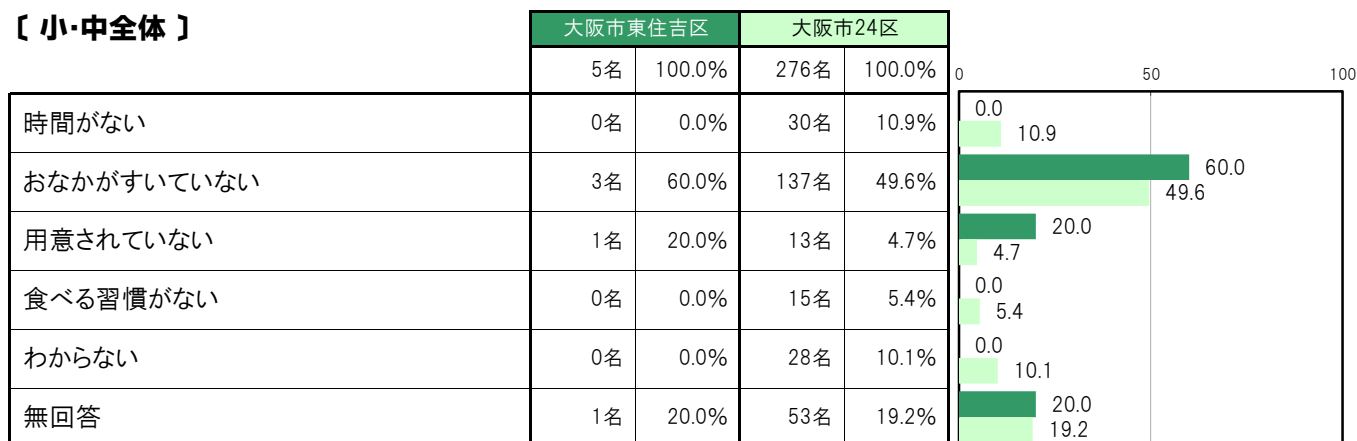 〔 小・中全体 〕
大阪市東住吉区 大阪市24区
5名 100.0% 276名 100.0% 0 50 100
時間がない 0名 0.0% 30名 10.9% 0.0
10.9
おなかがすいていない 3名 60.0% 137名 49.6% 60.0
49.6
用意されていない 1名 20.0% 13名 4.7% 20.0
4.7
食べる習慣がない 0名 0.0% 15名 5.4% 0.0
5.4
わからない 0名 0.0% 28名 10.1% 0.0
10.1
無回答 1名 20.0% 53名 19.2% 20.0
19.2